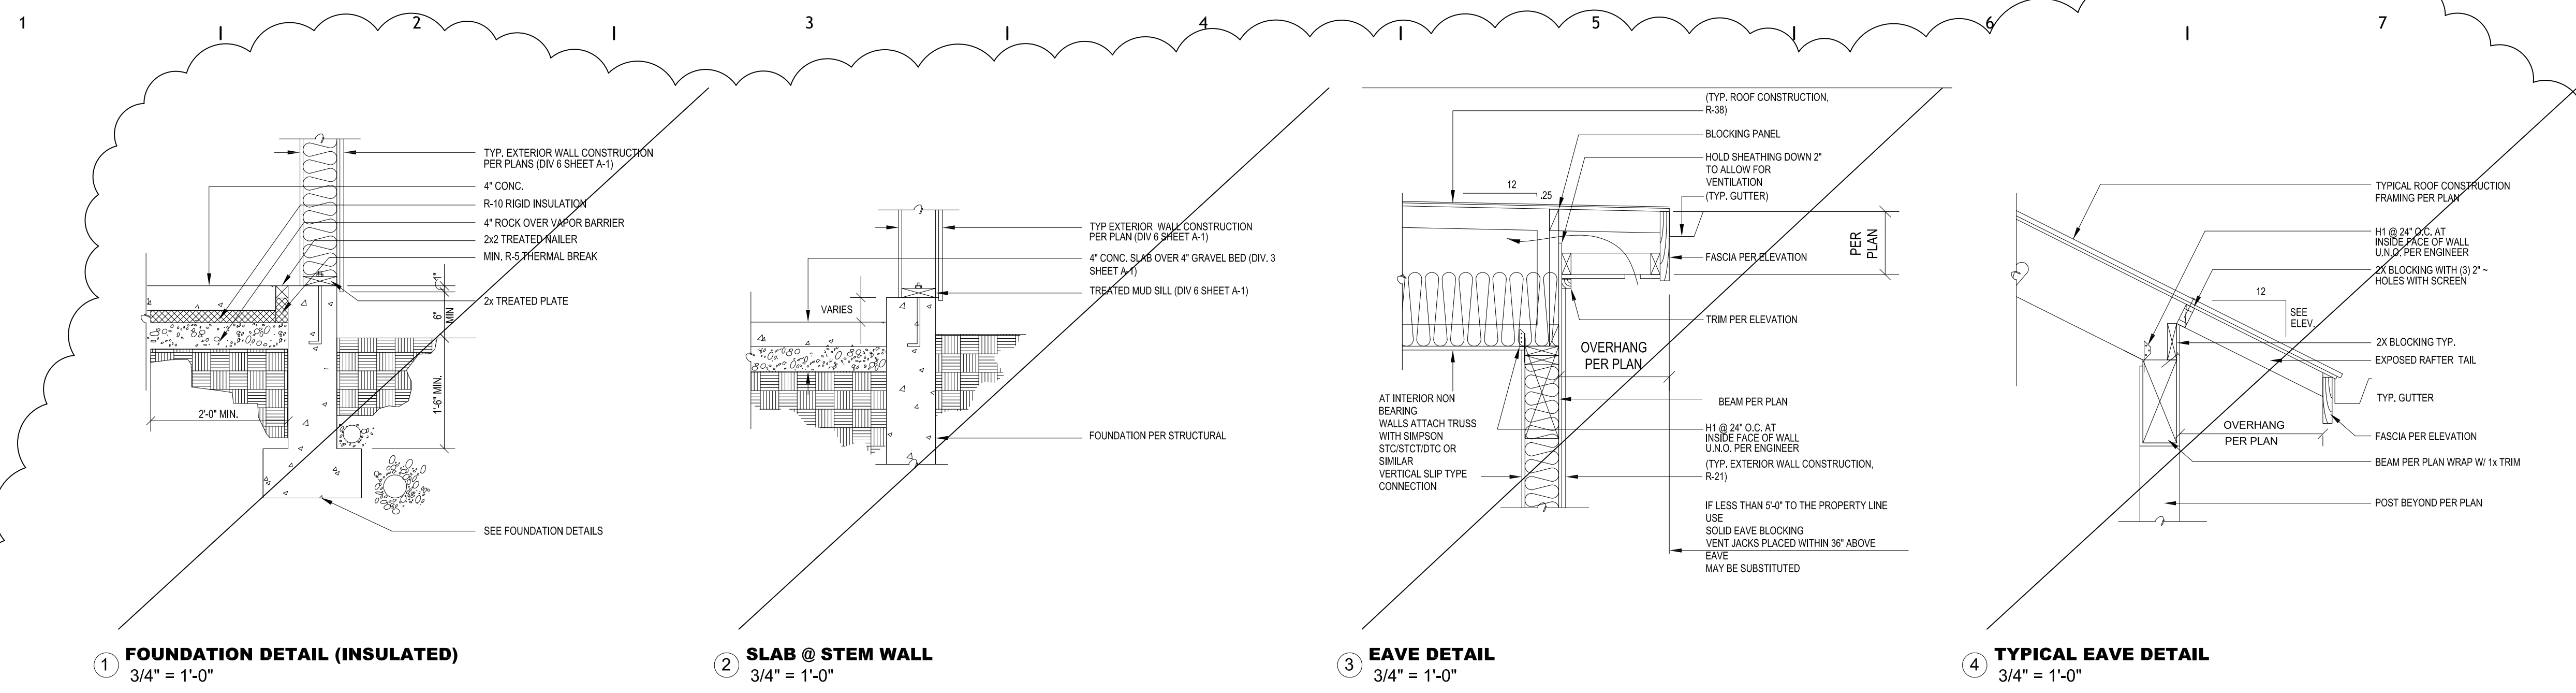 1
2
3
4
5
6
7
TYP. EXTERIOR WALL CONSTRUCTION
PER PLANS (DIV 6 SHEET A-1)
4" CONC.
R-10 RIGID INSULATION
4" ROCK OVER VAPOR BARRIER
2x2 TREATED NAILER
MIN, R-5 THERMAL BREAK
2x TREATED PLATE
1"
6"
MIN
1'-6" MIN.
2'-0" MIN.
SEE FOUNDATION DETAILS
1
FOUNDATION DETAIL (INSULATED)
3/4" = 1'-0"
TYP EXTERIOR WALL CONSTRUCTION
PER PLAN (DIV 6 SHEET A-1)
4" CONC. SLAB OVER 4" GRAVEL BED (DIV. 3
SHEET A-1)
TREATED MUD SILL (DIV 6 SHEET A-1)
VARIES
FOUNDATION PER STRUCTURAL
2
SLAB @ STEM WALL
3/4" = 1'-0"
(TYP. ROOF CONSTRUCTION,
R-38)
BLOCKING PANEL
HOLD SHEATHING DOWN 2"
TO ALLOW FOR
VENTILATION
(TYP. GUTTER)
12
.25
PER
PLAN
FASCIA PER ELEVATION
TRIM PER ELEVATION
OVERHANG
PER PLAN
AT INTERIOR NON
BEARING
WALLS ATTACH TRUSS
WITH SIMPSON
STC/STCT/DTC OR
SIMILAR
VERTICAL SLIP TYPE
CONNECTION
BEAM PER PLAN
H1 @ 24" O.C. AT
INSIDE FACE OF WALL
U.N.O. PER ENGINEER
(TYP. EXTERIOR WALL CONSTRUCTION,
R-21)
IF LESS THAN 5'-0" TO THE PROPERTY LINE
USE
SOLID EAVE BLOCKING
VENT JACKS PLACED WITHIN 36" ABOVE
EAVE
MAY BE SUBSTITUTED
3
EAVE DETAIL
3/4" = 1'-0"
TYPICAL ROOF CONSTRUCTION
FRAMING PER PLAN
H1 @ 24" O.C. AT
INSIDE FACE OF WALL
U.N.O. PER ENGINEER
2X BLOCKING WITH (3) 2" ~
HOLES WITH SCREEN
12
SEE
ELEV.
2X BLOCKING TYP.
EXPOSED RAFTER TAIL
TYP. GUTTER
OVERHANG
PER PLAN
FASCIA PER ELEVATION
BEAM PER PLAN WRAP W/ 1x TRIM
POST BEYOND PER PLAN
4
TYPICAL EAVE DETAIL
3/4" = 1'-0"